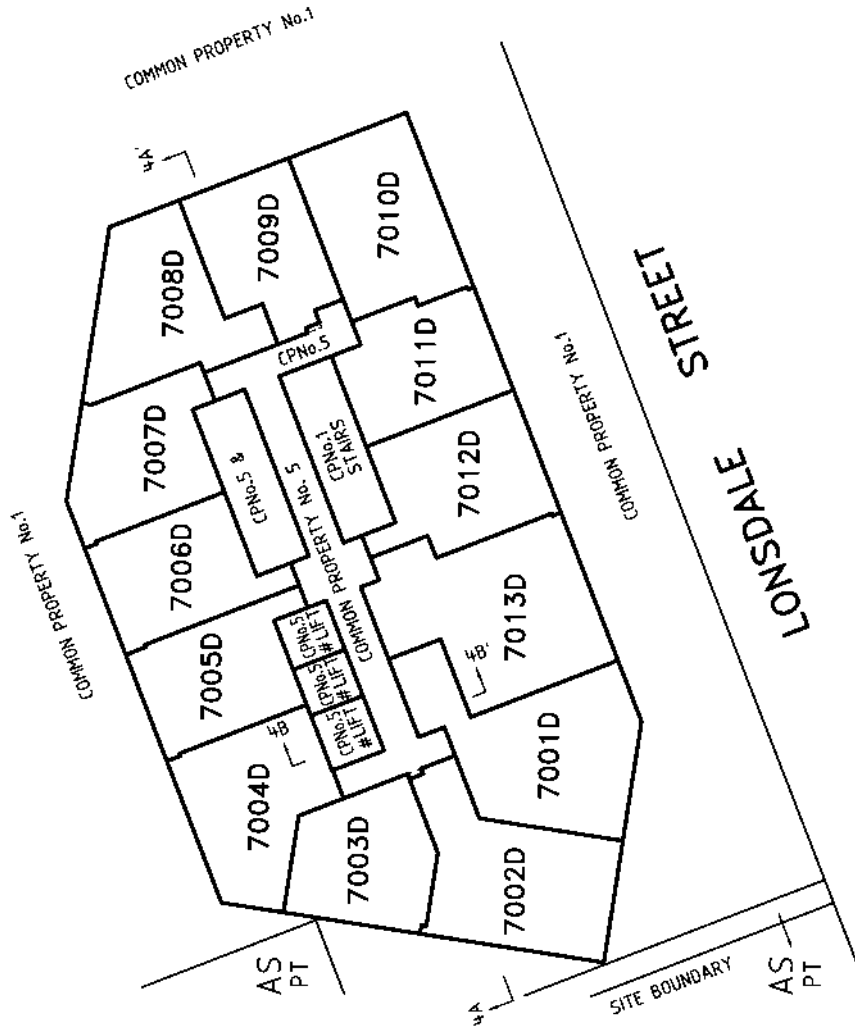 COMMON PROPERTY No.1
4A'
7008D
7009D
7010D
CPNo.5
7007D
CPNo.5 &
CPNo.1
STAIRS
7011D
7006D
COMMON PROPERTY No. 5
7012D
COMMON PROPERTY No.1
STREET
COMMON PROPERTY No.1
7005D
CPNo.5
#LIFT
CPNo.5
#LIFT
CPNo.5
#LIFT
7013D
4B'
LONSDALE
7004D
4B
7003D
7001D
7002D
AS
PT
4A
SITE BOUNDARY
AS
PT